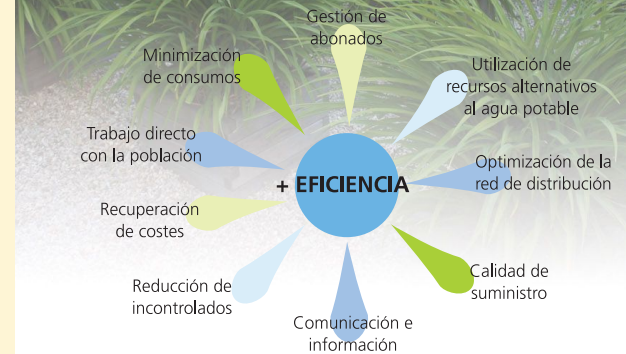 Gestión de
abonados
Minimización
de consumos
Utilización de
recursos alternativos
al agua potable
Trabajo directo
con la población
Optimización de la
red de distribución
+ EFICIENCIA
Recuperación
de costes
Calidad de
suministro
Reducción de
incontrolados
Comunicación e
información